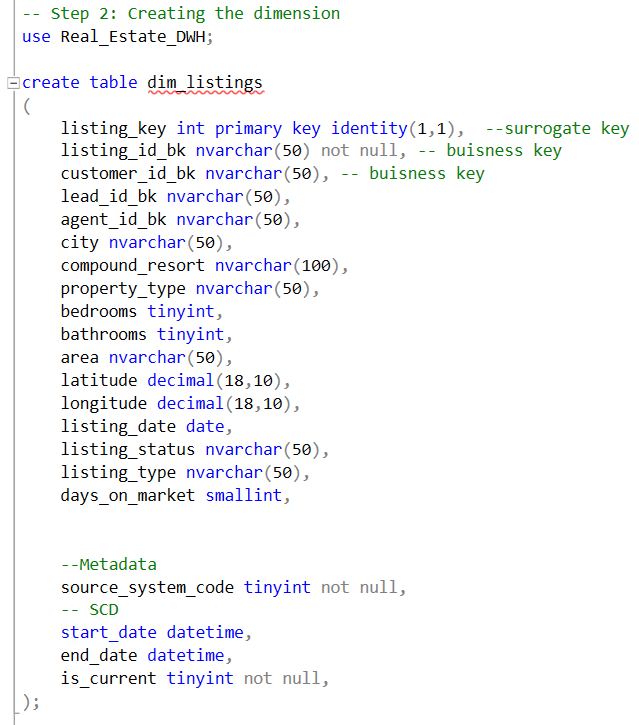 -- Step 2: Creating the dimension
use Real_Estate_DWH;
create table dim_listings
(
listing_key int primary key identity(1,1),  --surrogate key
listing_id_bk nvarchar(50) not null, -- buisness key
customer_id_bk nvarchar(50), -- buisness key
lead_id_bk nvarchar(50),
agent_id_bk nvarchar(50),
city nvarchar(50),
compound_resort nvarchar(100),
property_type nvarchar(50),
bedrooms tinyint,
bathrooms tinyint,
area nvarchar(50),
latitude decimal(18,10),
longitude decimal(18,10),
listing_date date,
listing_status nvarchar(50),
listing_type nvarchar(50),
days_on_market smallint,
--Metadata
source_system_code tinyint not null,
-- SCD
start_date datetime,
end_date datetime,
is_current tinyint not null,
);